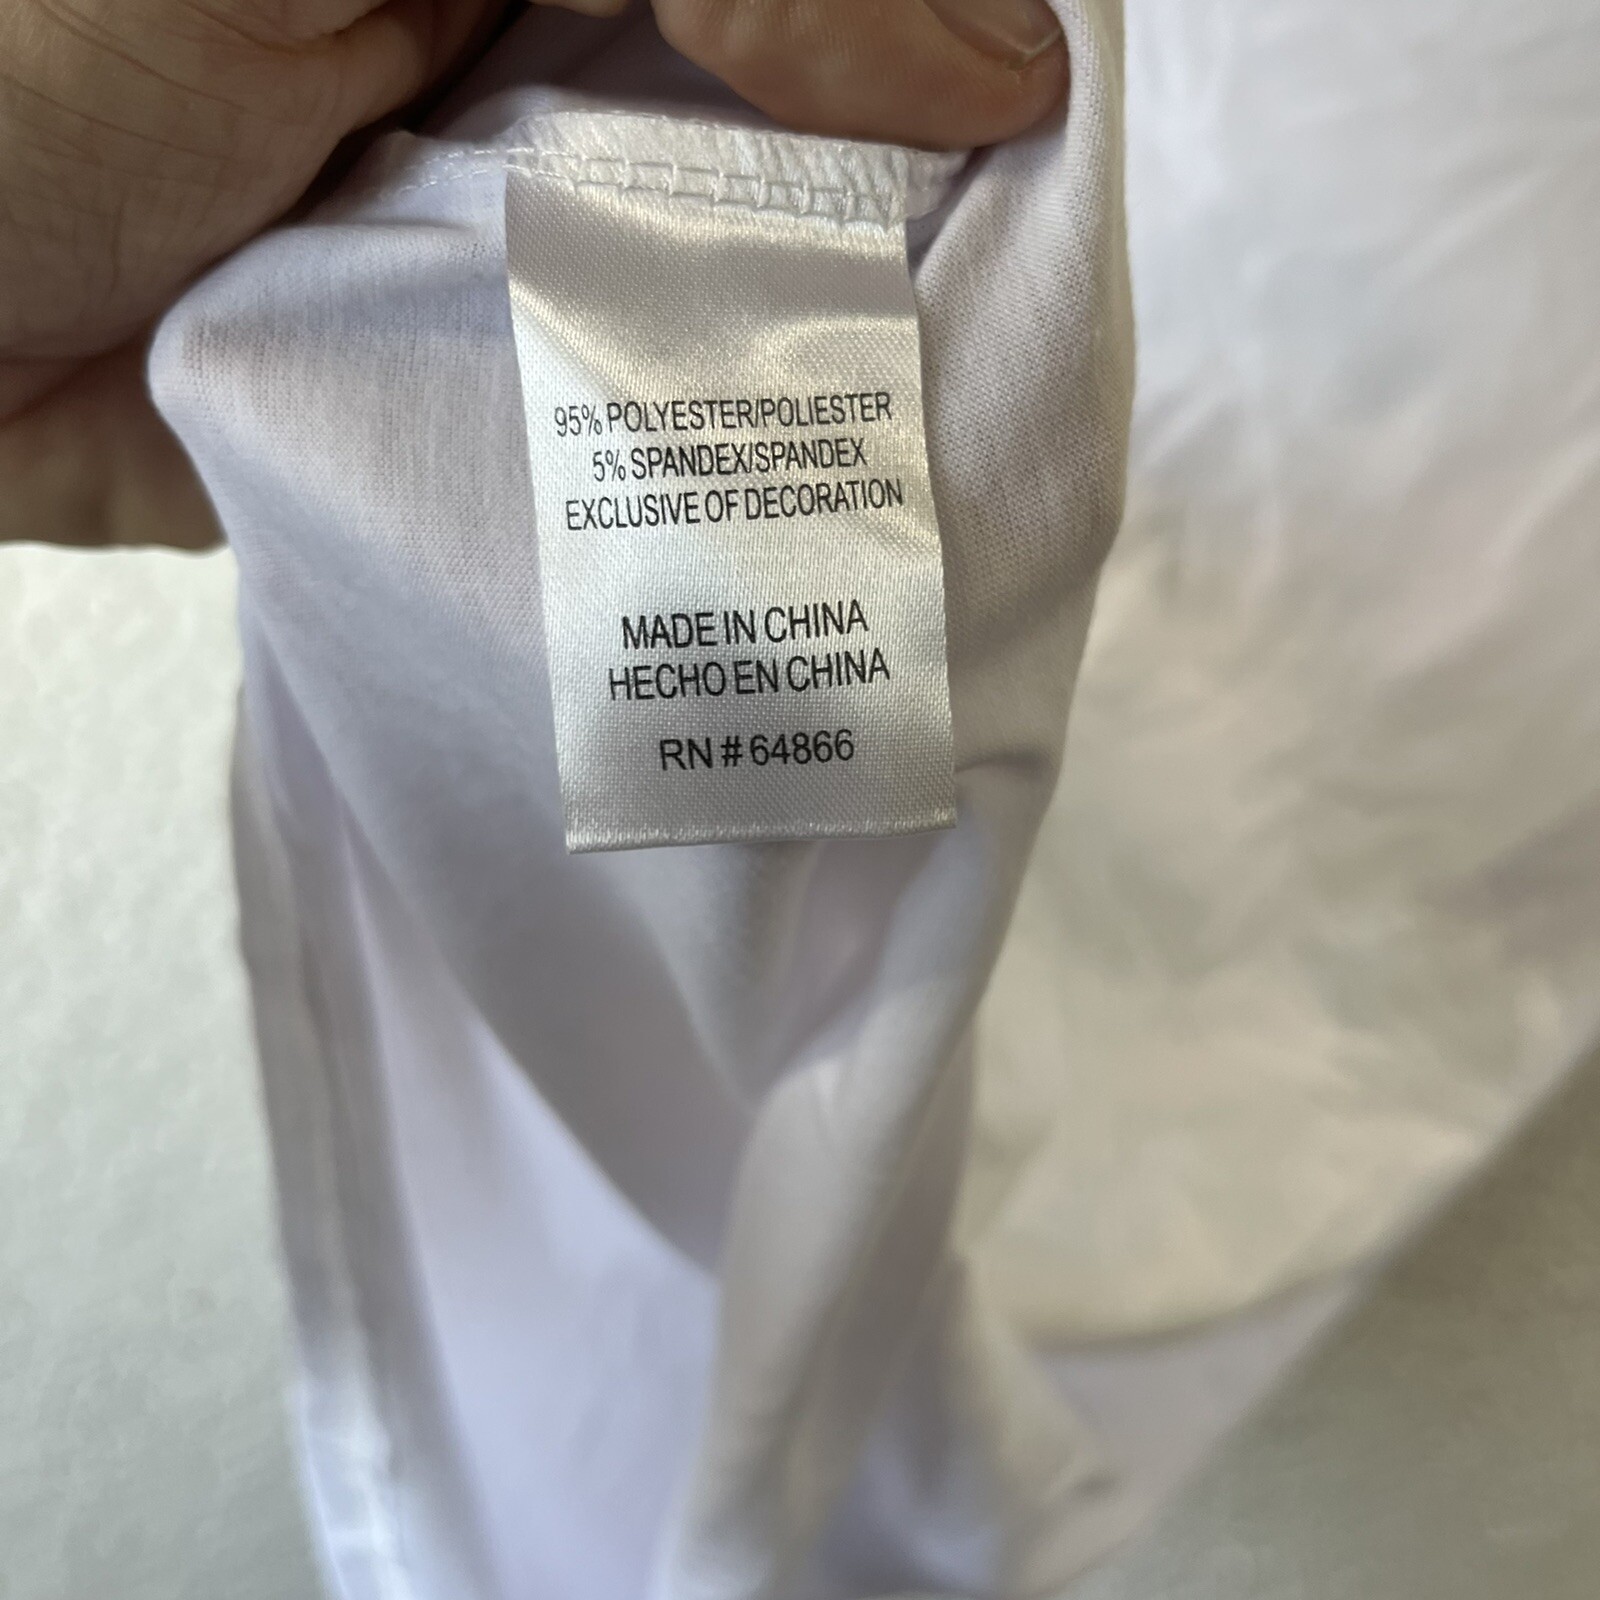 95% POLYESTER/POLIESTER
5% SPANDEX/SPANDEX
EXCLUSIVE OF DECORATION
MADE IN CHINA
HECHO EN CHINA
RN # 64866